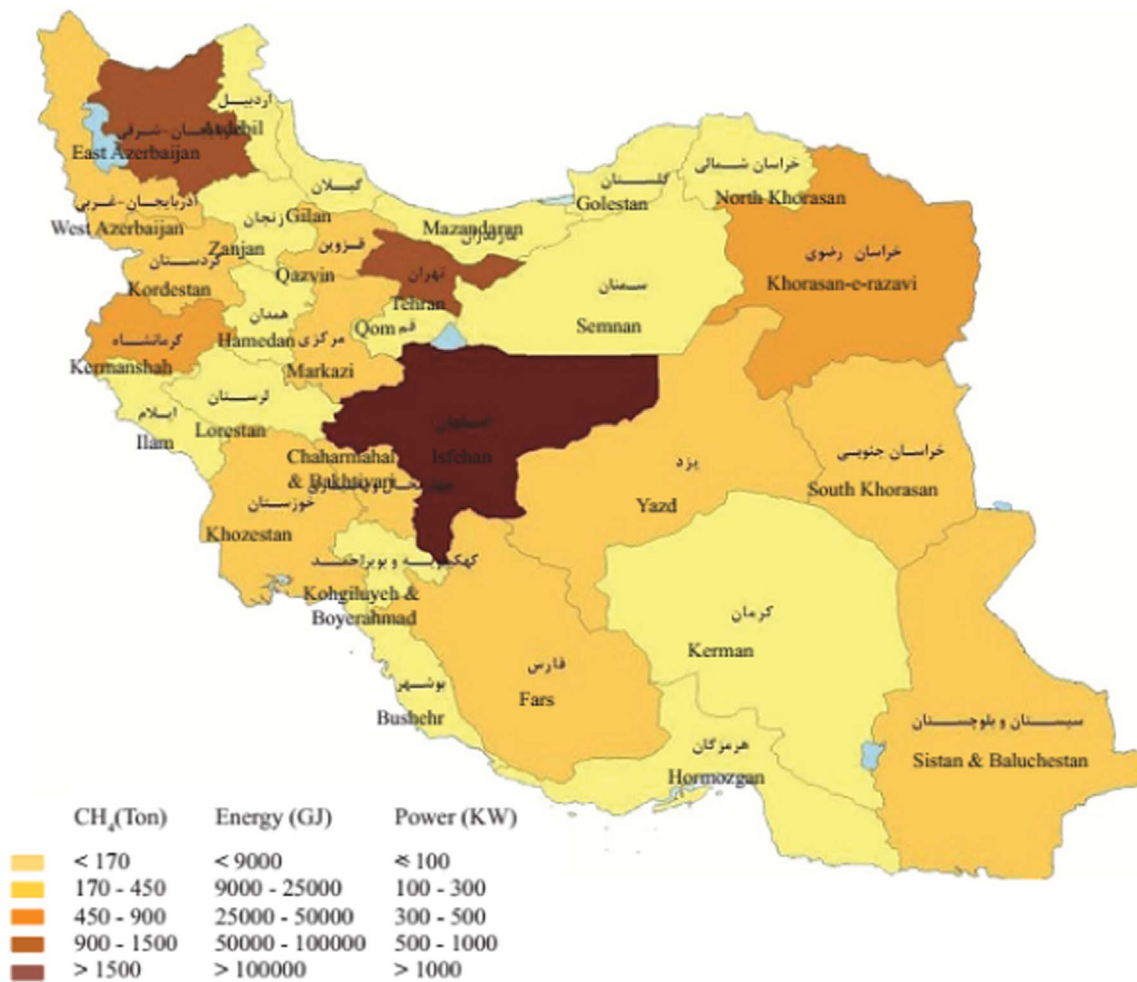 اردبیل
Ardebil
آذربایجان-شرقی
East Azerbaijan
آذربایجان-غربی
West Azerbaijan
گیلان
Gilan
زنجان
Zanjan
قزوین
Qazvin
کردستان
Kordestan
Mazandaran
مازندران
گلستان
Golestan
خراسان شمالی
North Khorasan
خراسان رضوی
Khorasan-e-razavi
تهران
Tehran
سمنان
Semnan
همدان
Hamedan
Qom قم
کرمانشاه
Kermanshah
مرکزی
Markazi
ایلام
Ilam
لرستان
Lorestan
اصفهان
Isfehan
Chaharmahal
& Bakhtiyari
یزد
Yazd
خراسان جنوبی
South Khorasan
خوزستان
Khozestan
کهکیلویه و بویراحمد
Kohgiluyeh &
Boyerahmad
کرمان
Kerman
فارس
Fars
بوشهر
Bushehr
هرمزگان
Hormozgan
سیستان و بلوچستان
Sistan & Baluchestan
CH4(Ton) Energy (GJ) Power (KW)
< 170 < 9000 ≮ 100
170 - 450 9000 - 25000 100 - 300
450 - 900 25000 - 50000 300 - 500
900 - 1500 50000 - 100000 500 - 1000
> 1500 > 100000 > 1000